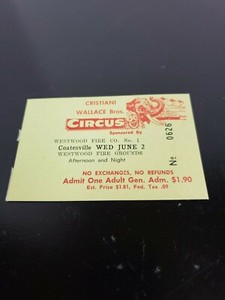 CRISTIANI
WALLACE Bros.
CIRCUS
Sponsored By
WESTWOOD FIRE CO. No. 1
Coatesville WED JUNE 2
WESTWOOD FIRE GROUNDS
Afternoon and Night
No 0626
NO EXCHANGES, NO REFUNDS
Admit One Adult Gen. Adm. $1.90
Est. Price $1.81, Fed. Tax .09